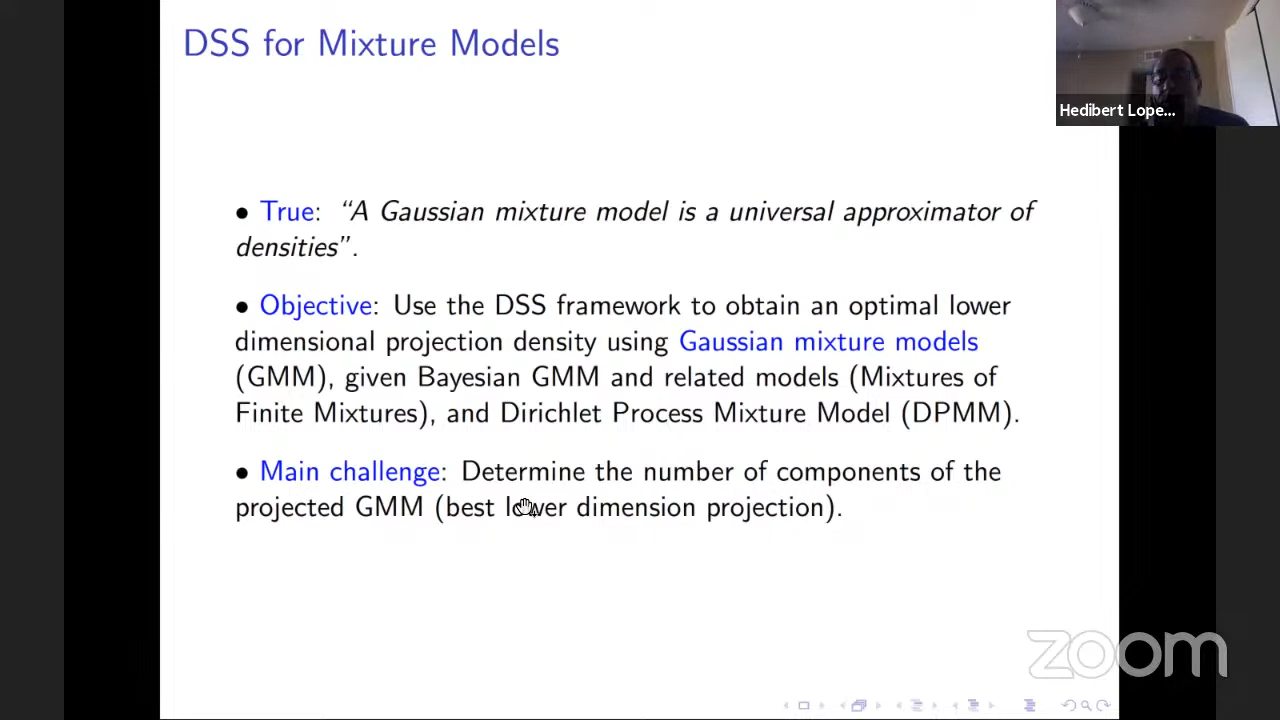 DSS for Mixture Models
Hedibert Lope...
• True: “A Gaussian mixture model is a universal approximator of
densities”.
• Objective: Use the DSS framework to obtain an optimal lower
dimensional projection density using Gaussian mixture models
(GMM), given Bayesian GMM and related models (Mixtures of
Finite Mixtures), and Dirichlet Process Mixture Model (DPMM).
• Main challenge: Determine the number of components of the
projected GMM (best lower dimension projection).
zoom